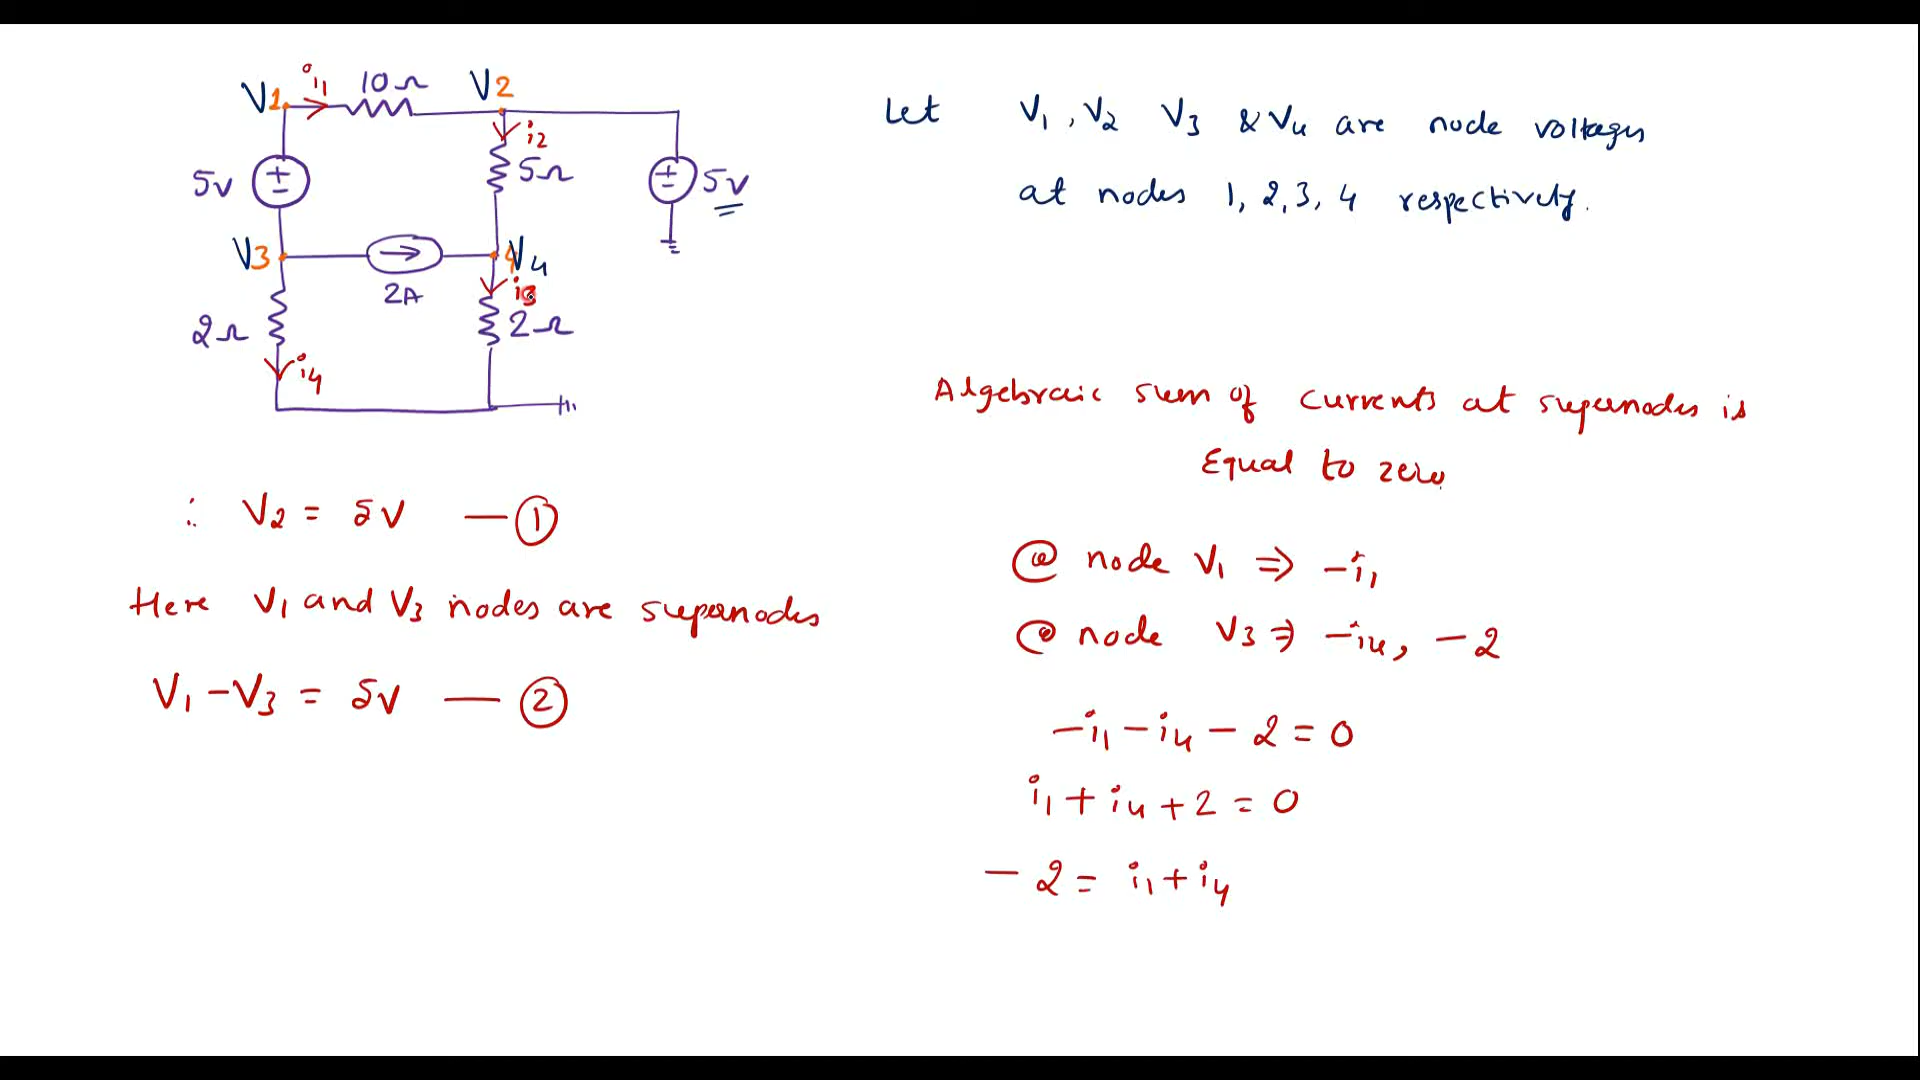 V1 i1 10Ω V2
i2
5V + - 5Ω + - 5V
V3 V4
2A i3
2Ω 2Ω
i4
∴ V2 = 5V — ①
Here V1 and V3 nodes are supernodes
V1 - V3 = 5V — ②
Let V1, V2 V3 & V4 are node voltages
at nodes 1, 2, 3, 4 respectively.
Algebraic sum of currents at supernodes is
Equal to zero.
@ node V1 ⇒ -i1
@ node V3 ⇒ -i4, -2
-i1 - i4 - 2 = 0
i1 + i4 + 2 = 0
- 2 = i1 + i4